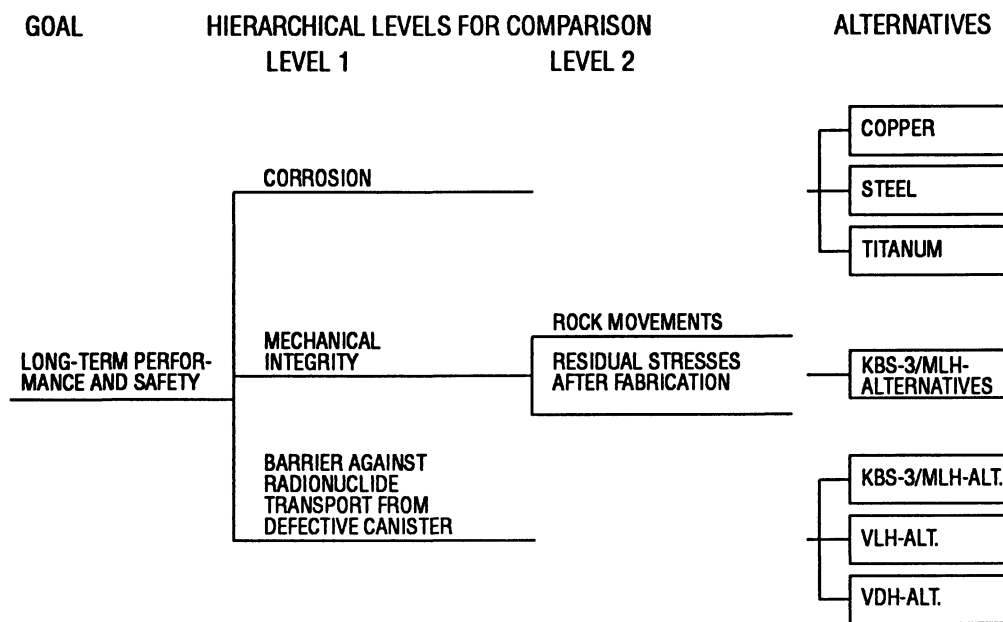 GOAL HIERARCHICAL LEVELS FOR COMPARISON ALTERNATIVES
LEVEL 1 LEVEL 2
COPPER
CORROSION
STEEL
TITANUM
ROCK MOVEMENTS
MECHANICAL
INTEGRITY
RESIDUAL STRESSES
AFTER FABRICATION
LONG-TERM PERFOR-
MANCE AND SAFETY
KBS-3/MLH-
ALTERNATIVES
BARRIER AGAINST
RADIONUCLIDE
TRANSPORT FROM
DEFECTIVE CANISTER
KBS-3/MLH-ALT.
VLH-ALT.
VDH-ALT.